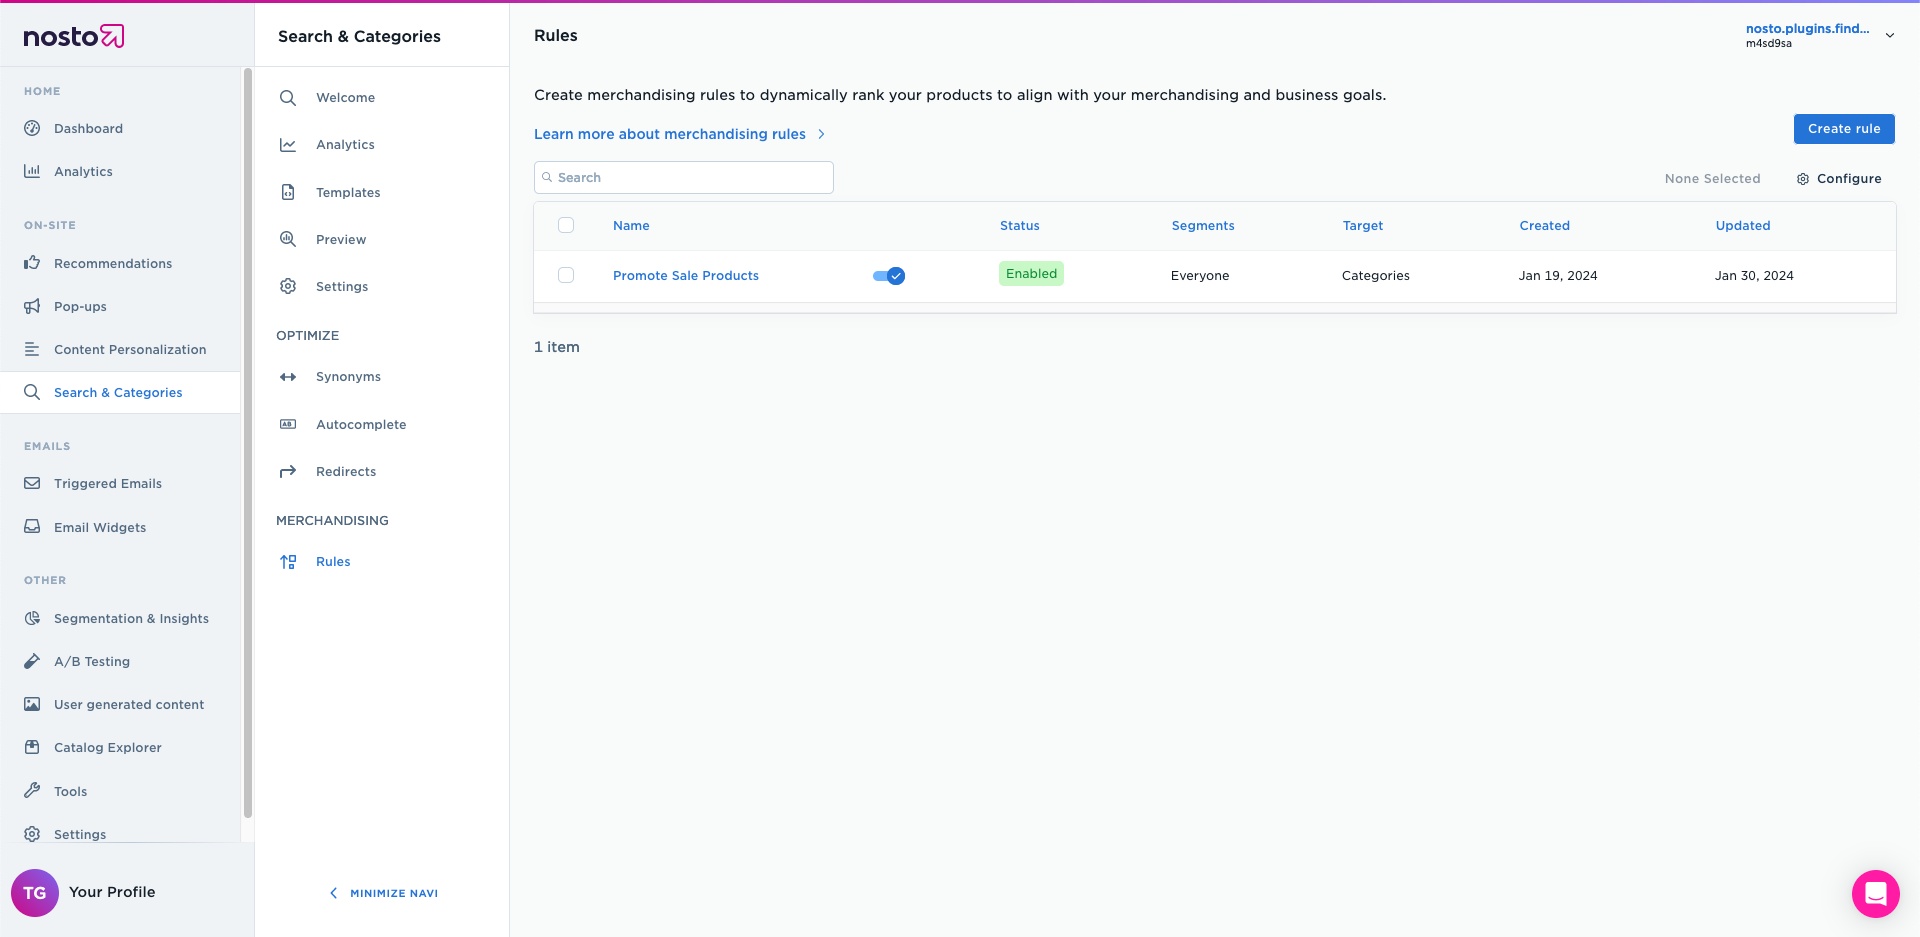 nosto
HOME
Dashboard
Analytics
ON-SITE
Recommendations
Pop-ups
Content Personalization
Search & Categories
EMAILS
Triggered Emails
Email Widgets
OTHER
Segmentation & Insights
A/B Testing
User generated content
Catalog Explorer
Tools
Settings
TG Your Profile
Search & Categories
Welcome
Analytics
Templates
Preview
Settings
OPTIMIZE
Synonyms
AB Autocomplete
Redirects
MERCHANDISING
Rules
MINIMIZE NAVI
Rules
nosto.plugins.find...
m4sd9sa
Create merchandising rules to dynamically rank your products to align with your merchandising and business goals.
Learn more about merchandising rules
Create rule
Search
None Selected Configure
Name Status Segments Target Created Updated
Promote Sale Products Enabled Everyone Categories Jan 19, 2024 Jan 30, 2024
1 item